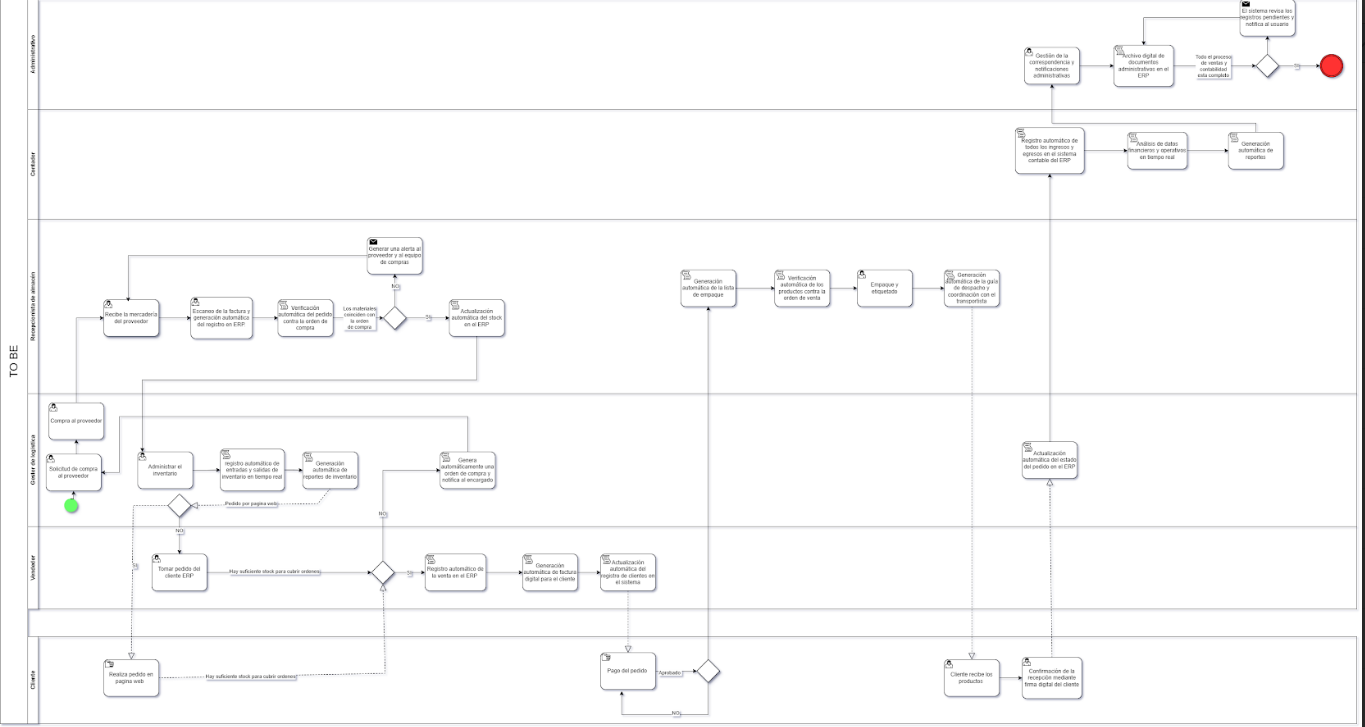 TO BE
Administrativo
El sistema revisa los
registros pendientes y
notifica al usuario
Gestión de la
correspondencia y
notificaciones
administrativas
Archivo digital de
documentos
administrativos en el
ERP
Todo el proceso
de ventas y
contabilidad
esta completo
SI
Contador
Registro automático de
todos los ingresos y
egresos en el sistema
contable del ERP
Análisis de datos
financieros y operativos
en tiempo real
Generación
automática de
reportes
Recepcionista de almacén
Generar una alerta al
proveedor y al equipo
de compras
NO
Recibe la mercadería
del proveedor
Escaneo de la factura y
generación automática
del registro en ERP
Verificación
automática del pedido
contra la orden de
compra
Los materiales
coinciden con
la orden
de compra
SI
Actualización
automática del stock
en el ERP
Generación
automática de la lista
de empaque
Verificación
automática de los
productos contra la
orden de venta
Empaque y
etiquetado
Generación
automática de la guía
de despacho y
coordinación con el
transportista
Gestor de logística
Compra al proveedor
Solicitud de compra
al proveedor
Administrar el
inventario
registro automático de
entradas y salidas de
inventario en tiempo real
Generación
automática de
reportes de inventario
Genera
automáticamente una
orden de compra y
notifica al encargado
Actualización
automática del estado
del pedido en el ERP
Pedido por pagina web
NO
NO
Vendedor
SI
Tomar pedido del
cliente ERP
Hay suficiente stock para cubrir ordenes
SI
Registro automático de
la venta en el ERP
Generación
automática de factura
digital para el cliente
Actualización
automática del
registro de clientes en
el sistema
Cliente
Realiza pedido en
pagina web
Hay suficiente stock para cubrir ordenes
Pago del pedido
Aprobado
NO
Cliente recibe los
productos
Confirmación de la
recepción mediante
firma digital del cliente